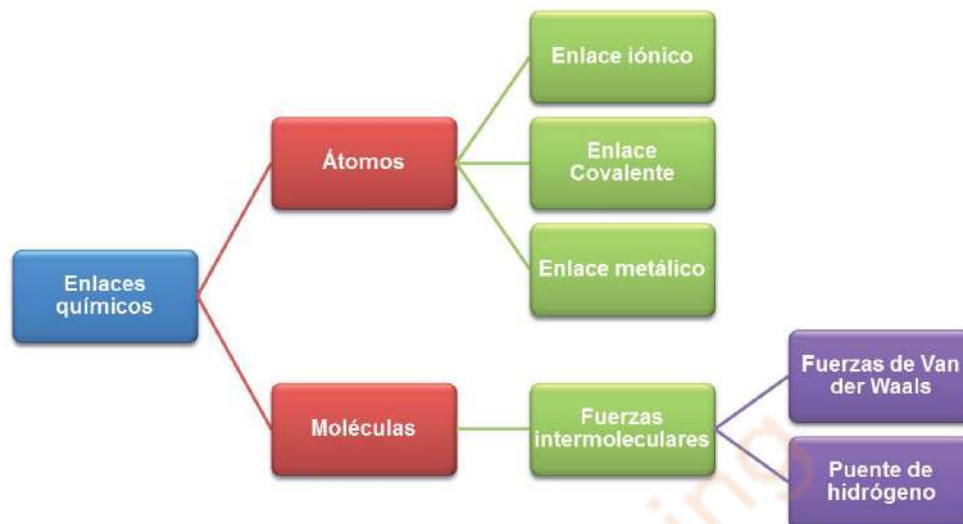 Enlace iónico
Átomos
Enlace
Covalente
Enlace metálico
Enlaces
químicos
Moléculas
Fuerzas
intermoleculares
Fuerzas de Van
der Waals
Puente de
hidrógeno